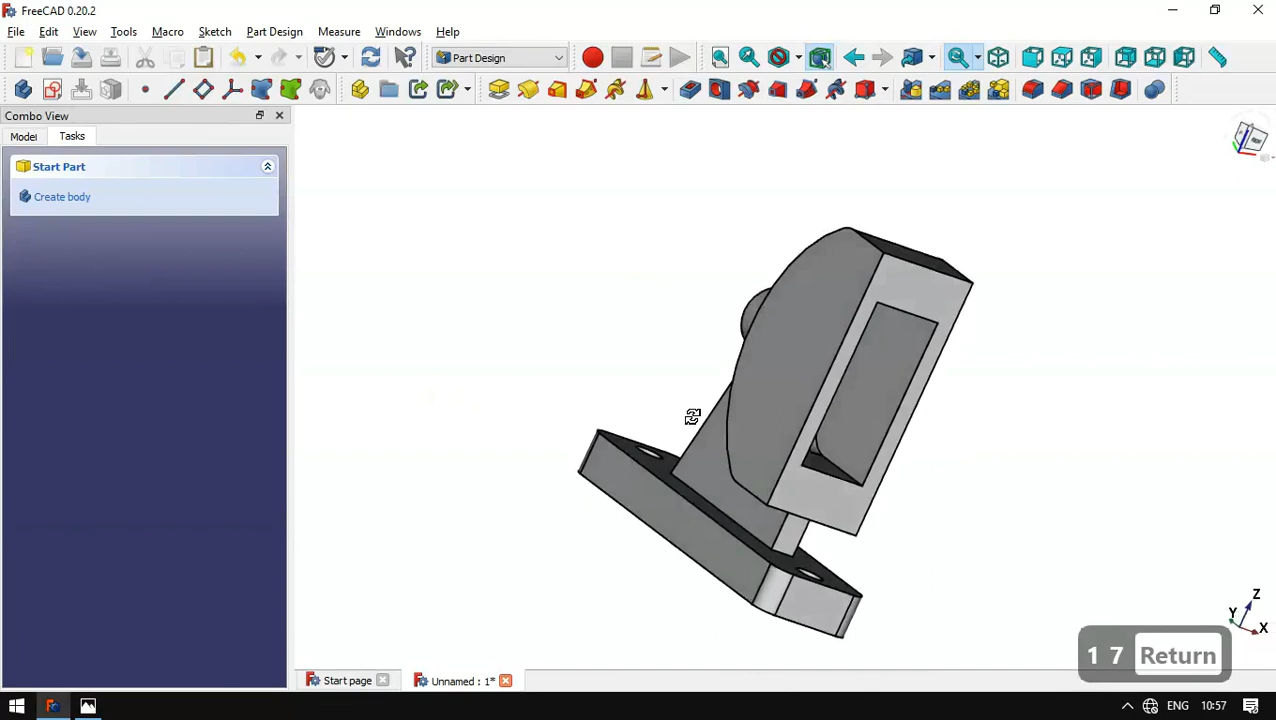 FreeCAD 0.20.2
File Edit View Tools Macro Sketch Part Design Measure Windows Help
Part Design
Combo View
Model Tasks
Start Part
Create body
Z
Y
X
1 7 Return
Start page Unnamed : 1*
ENG 10:57